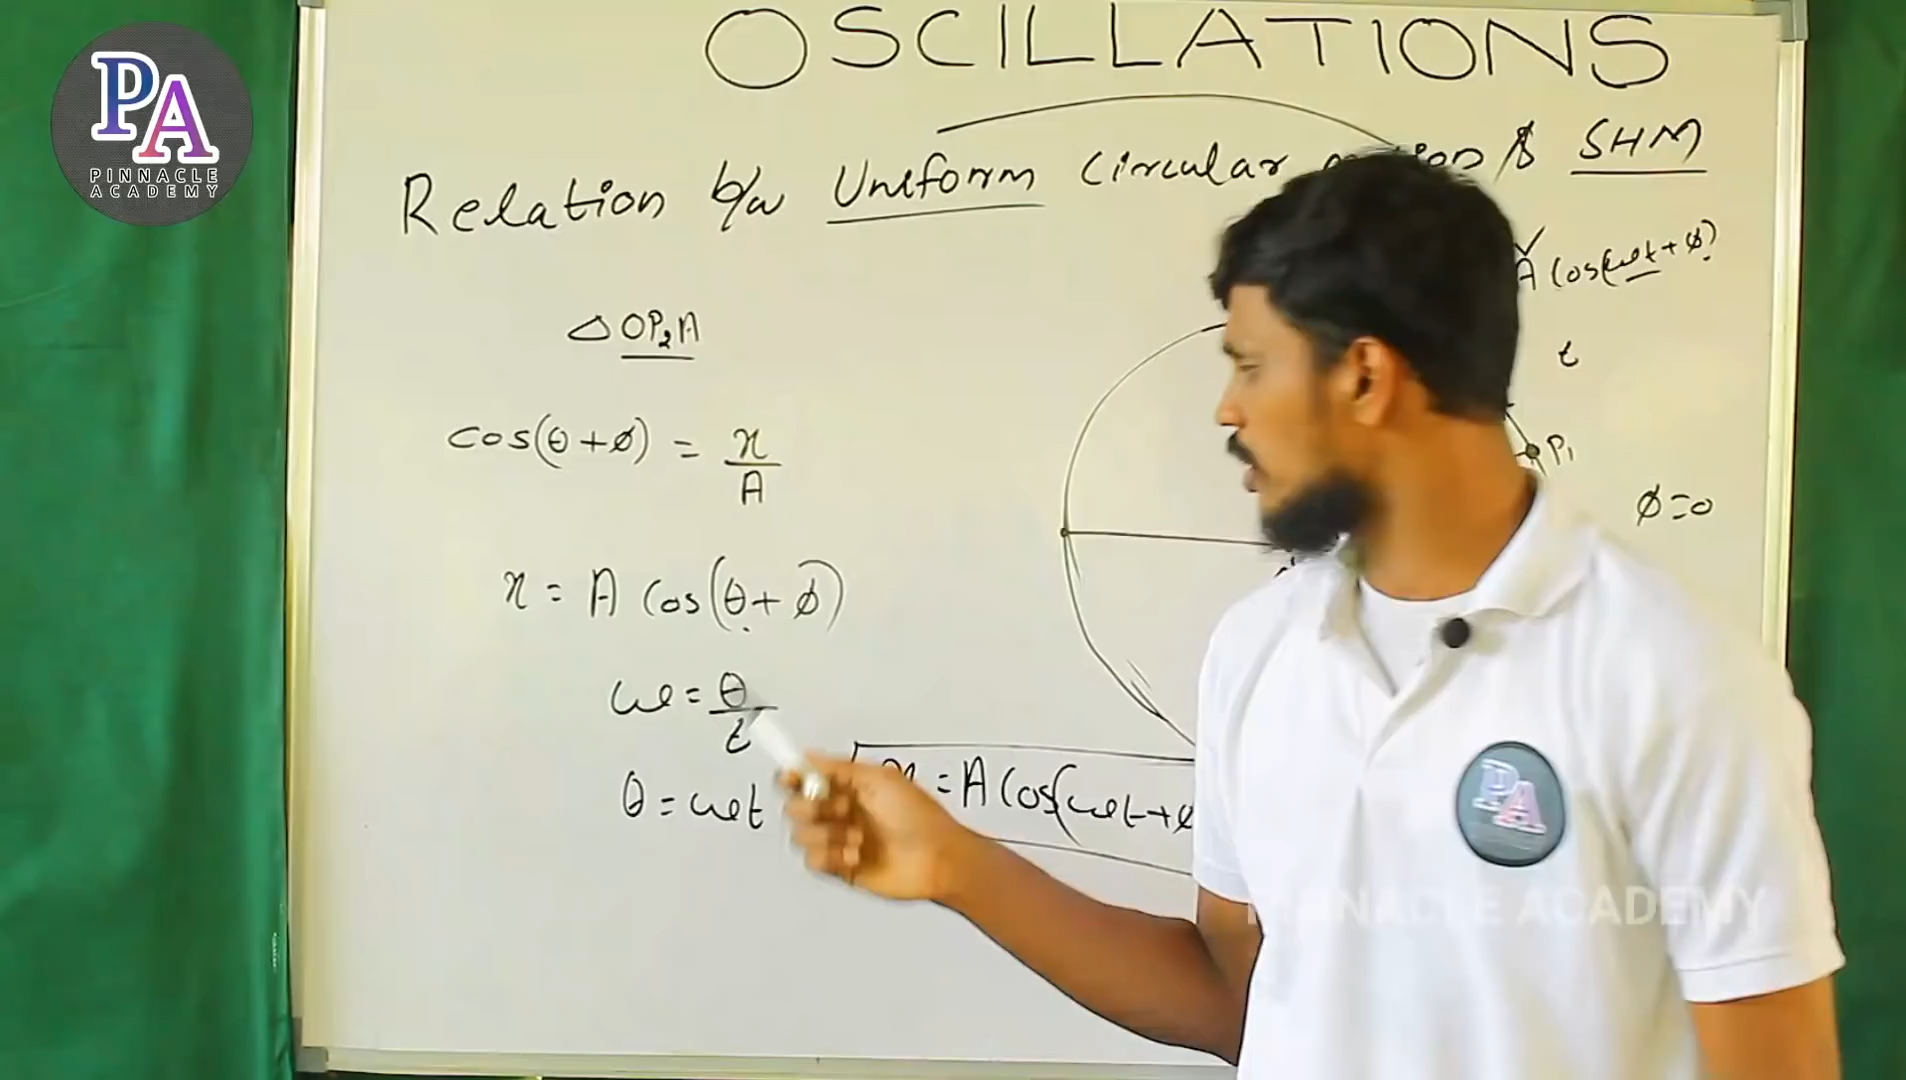 PA
PINNACLE
ACADEMY
OSCILLATIONS
Relation b/w Uniform Circular & SHM
A Cos(ωt + ϕ)
△OP₂A
t
cos(θ+ϕ) = x/A
P₁
ϕ=0
x = A Cos(θ+ϕ)
ω = θ/t
x = A Cos(ωt+ϕ
θ = ωt
PA
PINNACLE ACADEMY